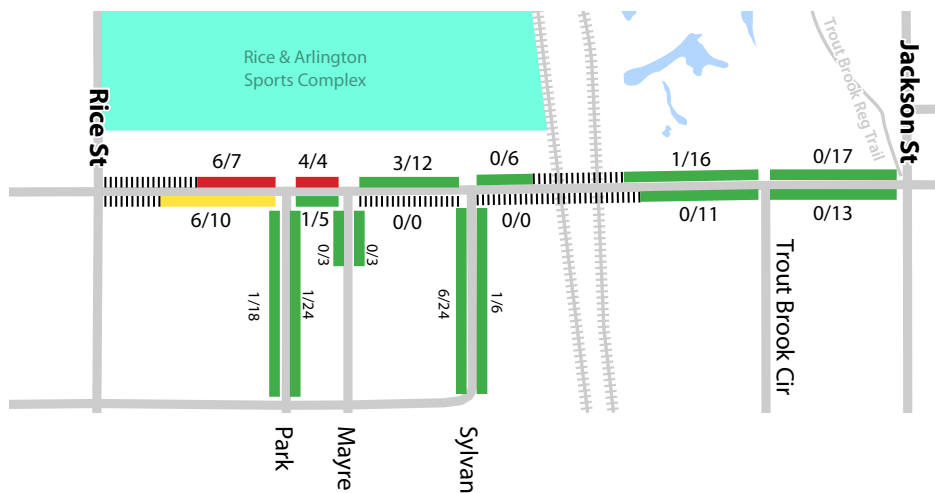 Rice & Arlington
Sports Complex
Rice St
Jackson St
Trout Brook Reg Trail
6/7
4/4
3/12
0/6
1/16
0/17
6/10
1/5
0/0
0/0
0/11
0/13
0/3
0/3
1/18
1/24
6/24
1/6
Trout Brook Cir
Park
Mayre
Sylvan